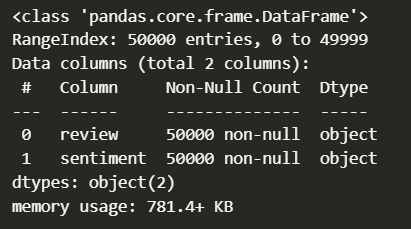 <class 'pandas.core.frame.DataFrame'>
RangeIndex: 50000 entries, 0 to 49999
Data columns (total 2 columns):
 #   Column     Non-Null Count  Dtype
---  ------     --------------  -----
 0   review     50000 non-null  object
 1   sentiment  50000 non-null  object
dtypes: object(2)
memory usage: 781.4+ KB